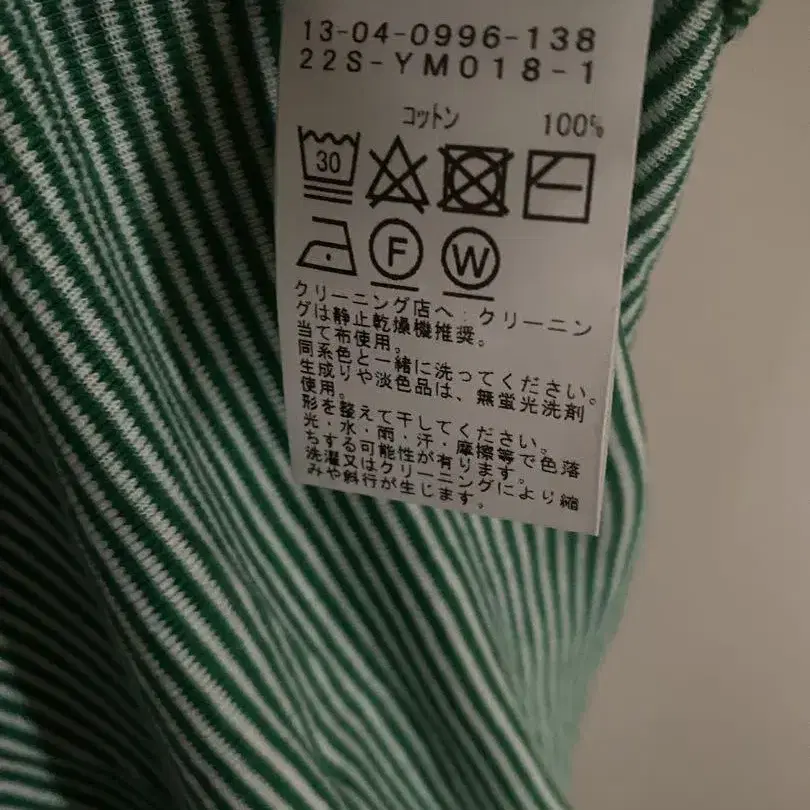 13-04-0996-138
22S-YM018-1
コットン 100%
30
F W
クリーニング店へ:クリーニン
グは静止乾燥機推奨。
当て布使用。
同系色と一緒に洗ってください。
生成りや淡色品は、無蛍光洗剤
使用。
形を整えて干してください。
光・水・雨・汗・摩擦等で色落
ちする可能性が有ります。
洗濯又はクリーニングにより縮
みや斜行が生じます。